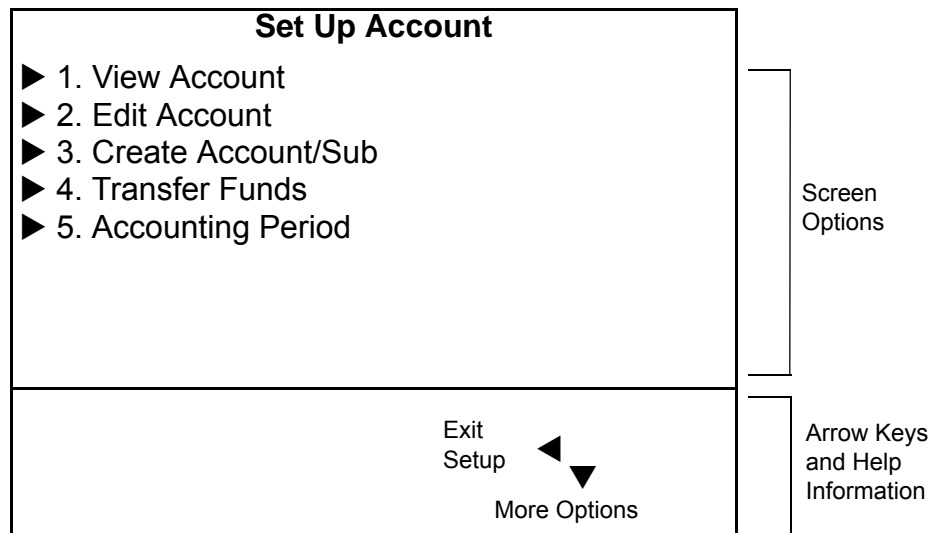 Set Up Account
▶ 1. View Account
▶ 2. Edit Account
▶ 3. Create Account/Sub
▶ 4. Transfer Funds
▶ 5. Accounting Period
Screen
Options
Exit
Setup ◀
▼
More Options
Arrow Keys
and Help
Information